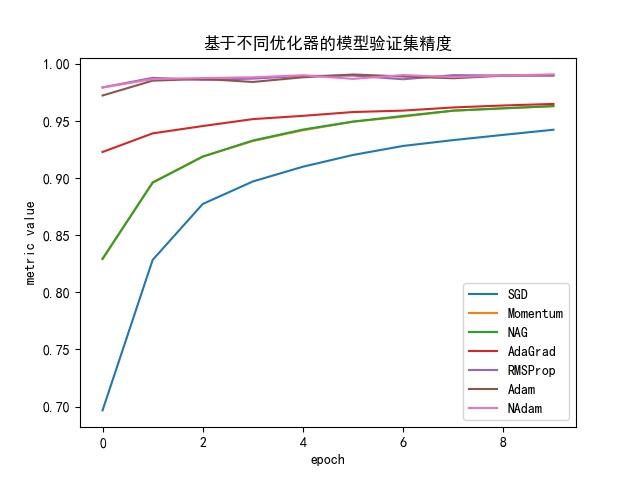 基于不同优化器的模型验证集精度
1.00
0.95
0.90
0.85
0.80
0.75
0.70
metric value
0
2
4
6
8
epoch
SGD
Momentum
NAG
AdaGrad
RMSProp
Adam
NAdam